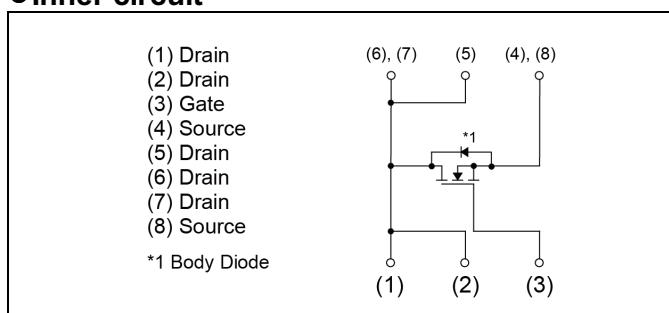 Inner circuit
(1) Drain
(2) Drain
(3) Gate
(4) Source
(5) Drain
(6) Drain
(7) Drain
(8) Source
*1 Body Diode
(6), (7) (5) (4), (8)
*1
(1) (2) (3)